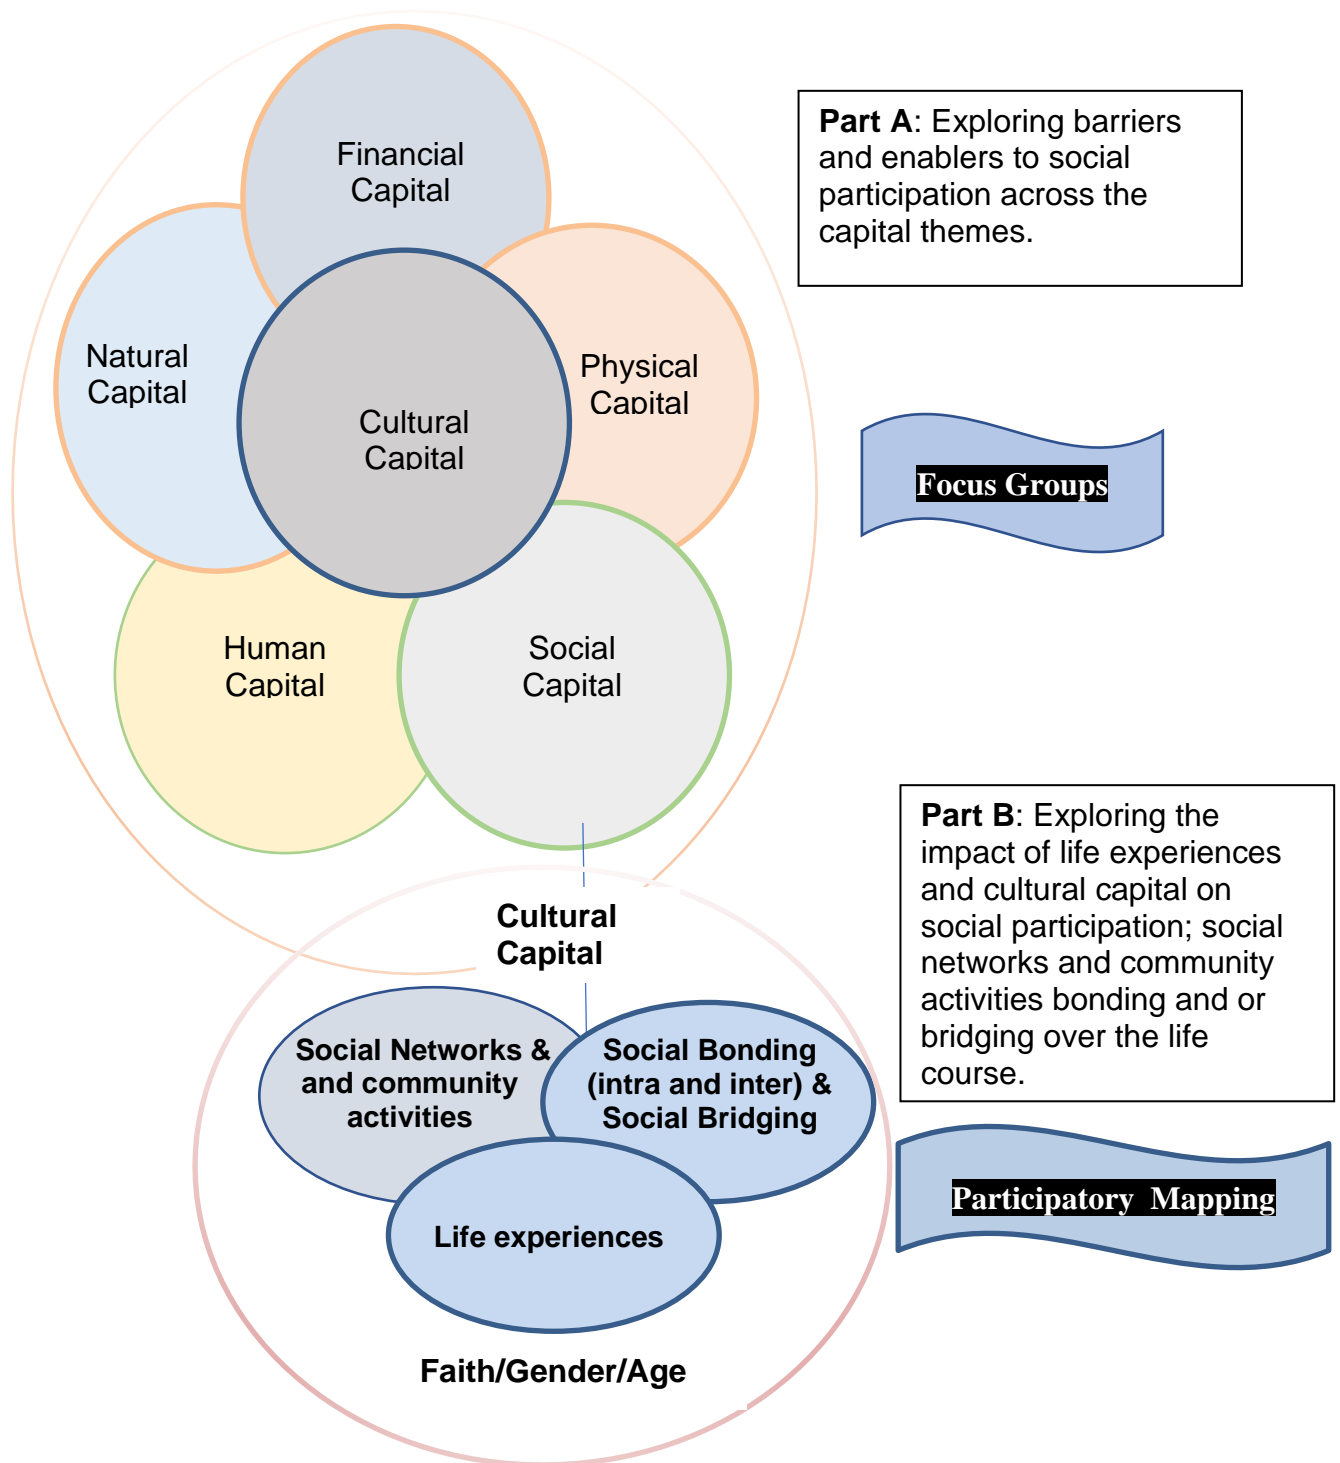 Financial
Capital
Part A: Exploring barriers
and enablers to social
participation across the
capital themes.
Natural
Capital
Physical
Capital
Cultural
Capital
Focus Groups
Human
Capital
Social
Capital
Part B: Exploring the
impact of life experiences
and cultural capital on
social participation; social
networks and community
activities bonding and or
bridging over the life
course.
Cultural
Capital
Social Networks &
and community
activities
Social Bonding
(intra and inter) &
Social Bridging
Participatory Mapping
Life experiences
Faith/Gender/Age